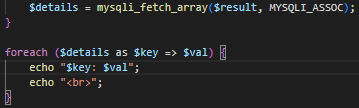 $details = mysqli_fetch_array($result, MYSQLI_ASSOC);
}
foreach ($details as $key => $val) {
echo "$key: $val";
echo "<br>";
}